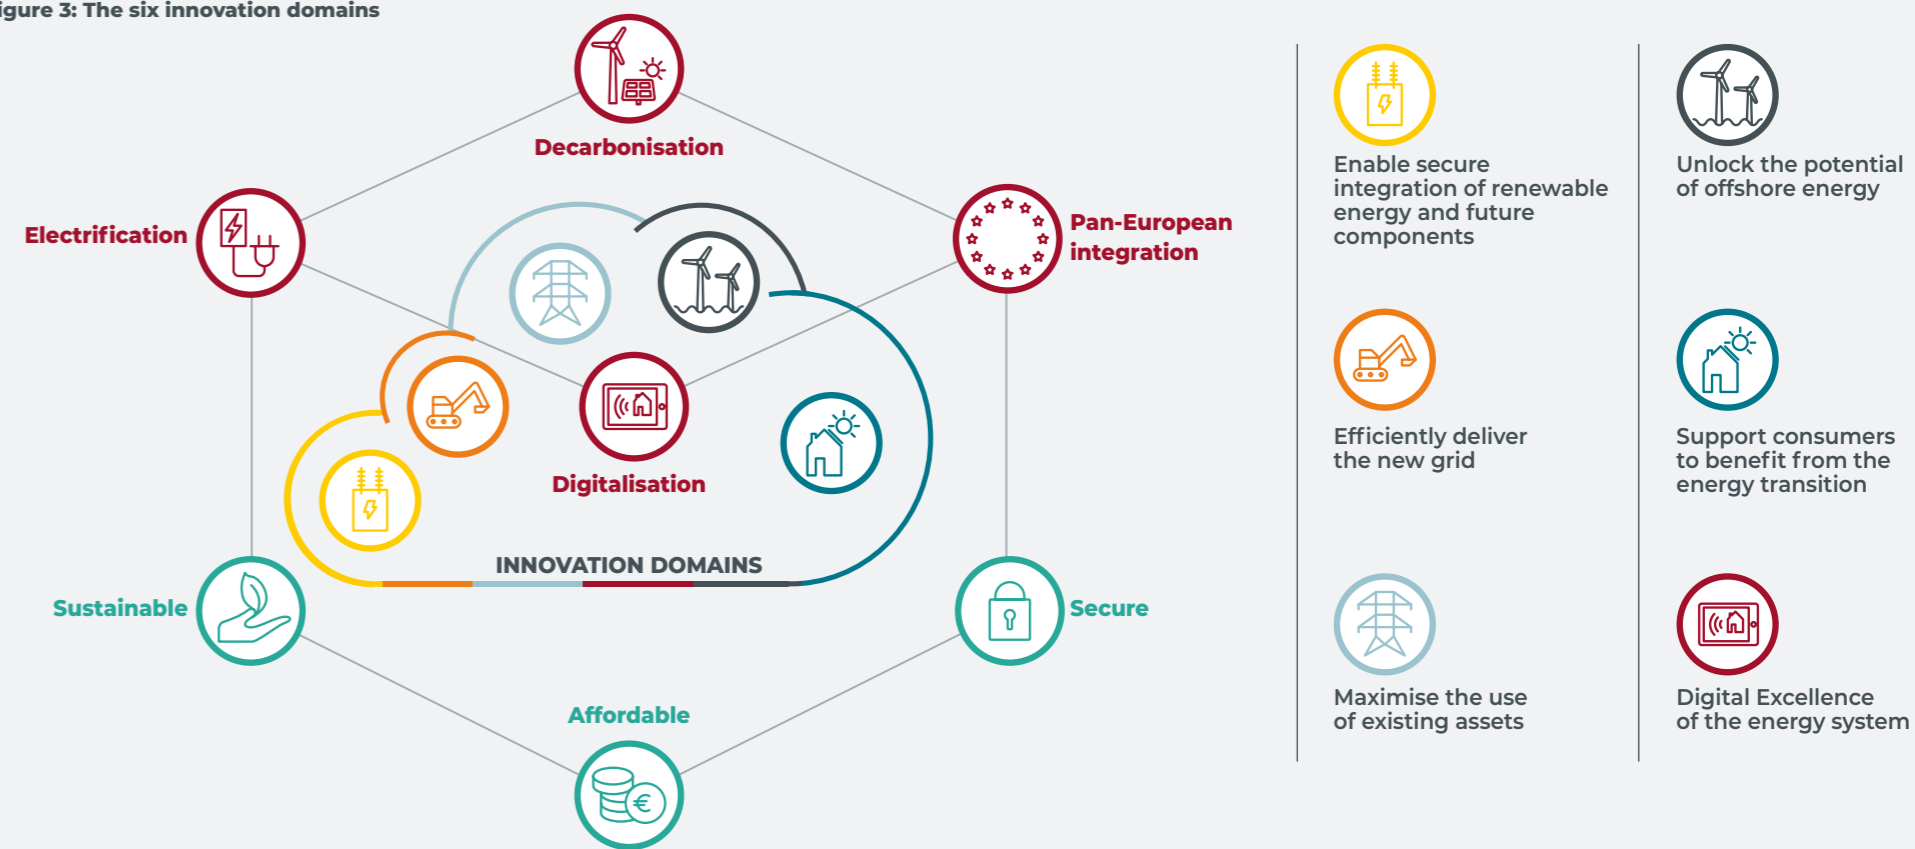 igure 3: The six innovation domains
Decarbonisation
Electrification
Pan-European
integration
Digitalisation
INNOVATION DOMAINS
Sustainable
Secure
Affordable
€
Enable secure
integration of renewable
energy and future
components
Unlock the potential
of offshore energy
Efficiently deliver
the new grid
Support consumers
to benefit from the
energy transition
Maximise the use
of existing assets
Digital Excellence
of the energy system